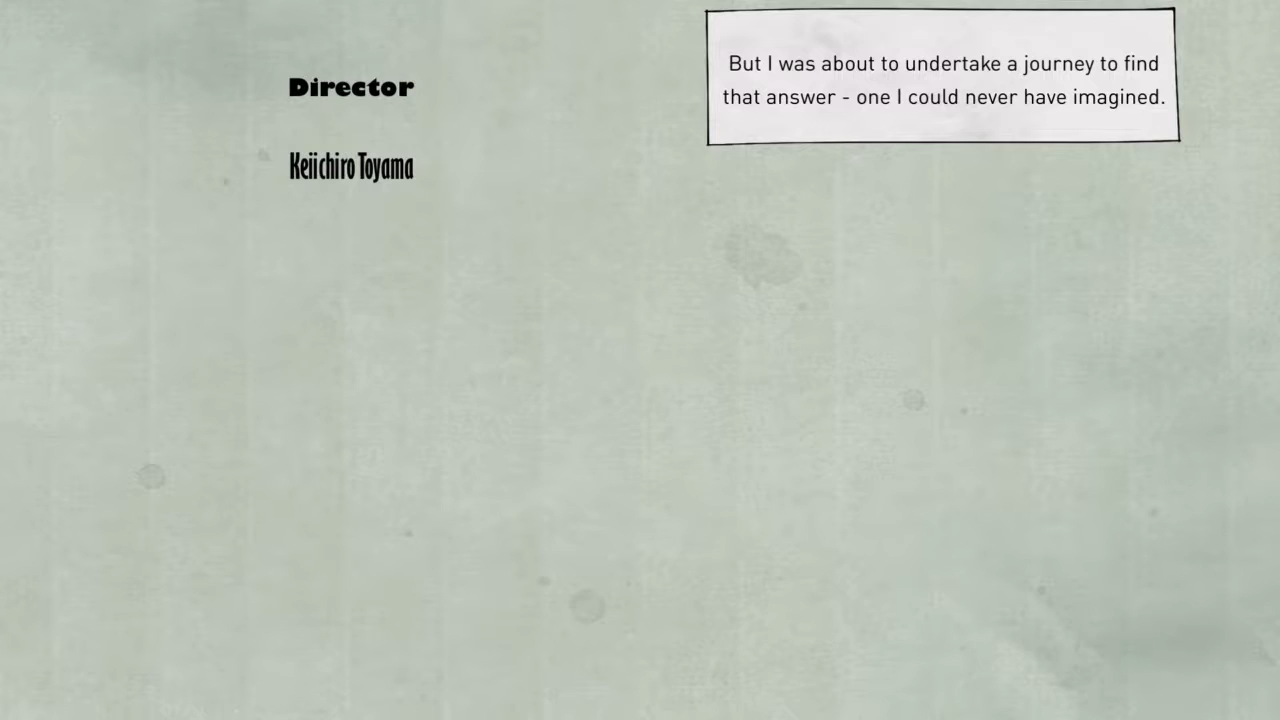 Director
Keiichiro Toyama
But I was about to undertake a journey to find
that answer - one I could never have imagined.